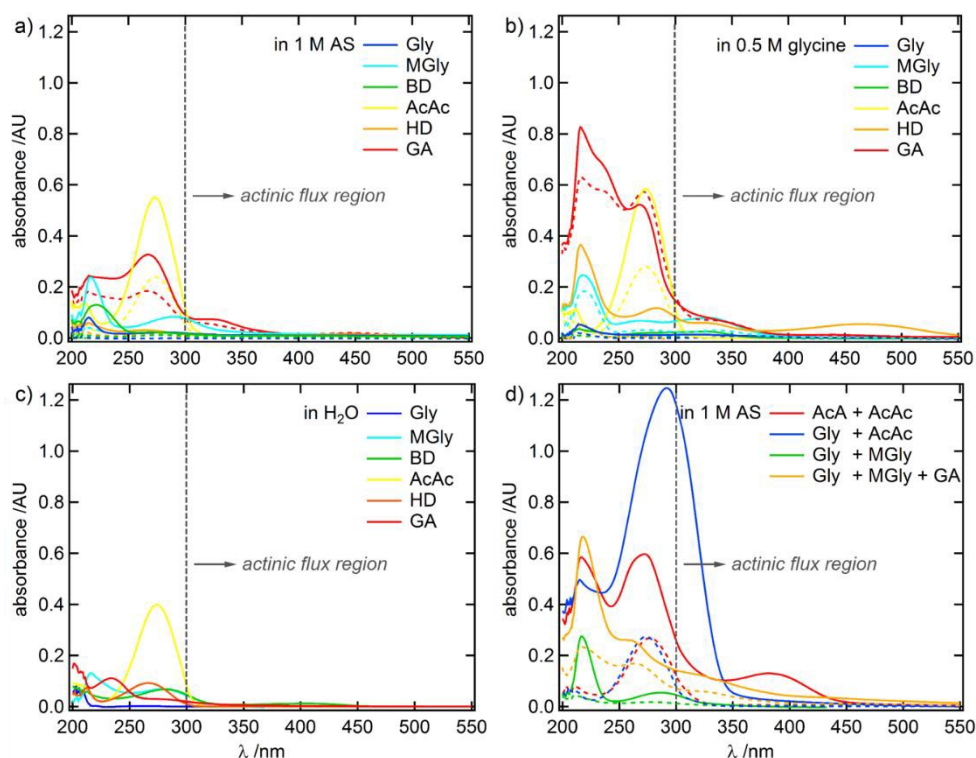 a)
in 1 M AS
Gly
MGly
BD
AcAc
HD
GA
actinic flux region
absorbance /AU
1.2
1.0
0.8
0.6
0.4
0.2
0.0
200 250 300 350 400 450 500 550
b)
in 0.5 M glycine
Gly
MGly
BD
AcAc
HD
GA
actinic flux region
absorbance /AU
1.2
1.0
0.8
0.6
0.4
0.2
0.0
200 250 300 350 400 450 500 550
c)
in H₂O
Gly
MGly
BD
AcAc
HD
GA
actinic flux region
absorbance /AU
1.2
1.0
0.8
0.6
0.4
0.2
0.0
200 250 300 350 400 450 500 550
λ /nm
d)
in 1 M AS
AcA + AcAc
Gly + AcAc
Gly + MGly
Gly + MGly + GA
actinic flux region
absorbance /AU
1.2
1.0
0.8
0.6
0.4
0.2
0.0
200 250 300 350 400 450 500 550
λ /nm